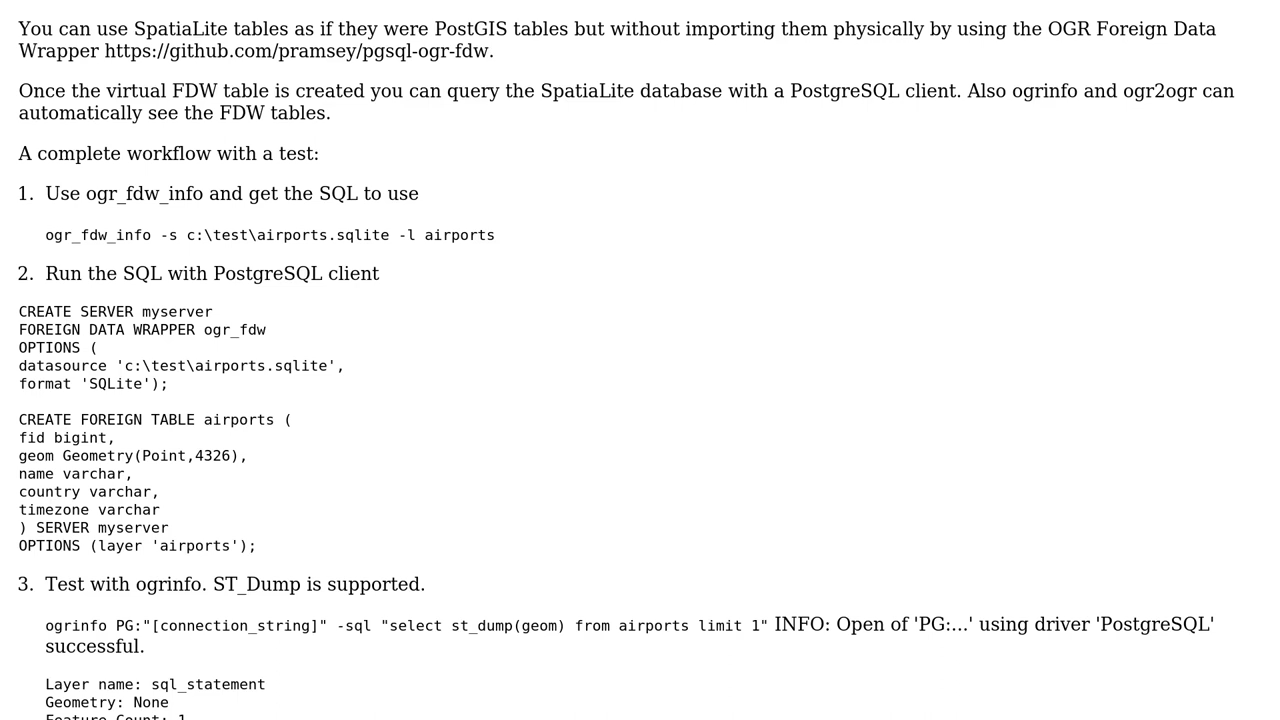 You can use SpatiaLite tables as if they were PostGIS tables but without importing them physically by using the OGR Foreign Data
Wrapper https://github.com/pramsey/pgsql-ogr-fdw.
Once the virtual FDW table is created you can query the SpatiaLite database with a PostgreSQL client. Also ogrinfo and ogr2ogr can
automatically see the FDW tables.
A complete workflow with a test:
1. Use ogr_fdw_info and get the SQL to use
ogr_fdw_info -s c:\test\airports.sqlite -l airports
2. Run the SQL with PostgreSQL client
CREATE SERVER myserver
FOREIGN DATA WRAPPER ogr_fdw
OPTIONS (
datasource 'c:\test\airports.sqlite',
format 'SQLite');
CREATE FOREIGN TABLE airports (
fid bigint,
geom Geometry(Point,4326),
name varchar,
country varchar,
timezone varchar
) SERVER myserver
OPTIONS (layer 'airports');
3. Test with ogrinfo. ST_Dump is supported.
ogrinfo PG:"[connection_string]" -sql "select st_dump(geom) from airports limit 1" INFO: Open of 'PG:...' using driver 'PostgreSQL'
successful.
Layer name: sql_statement
Geometry: None
Feature Count: 1